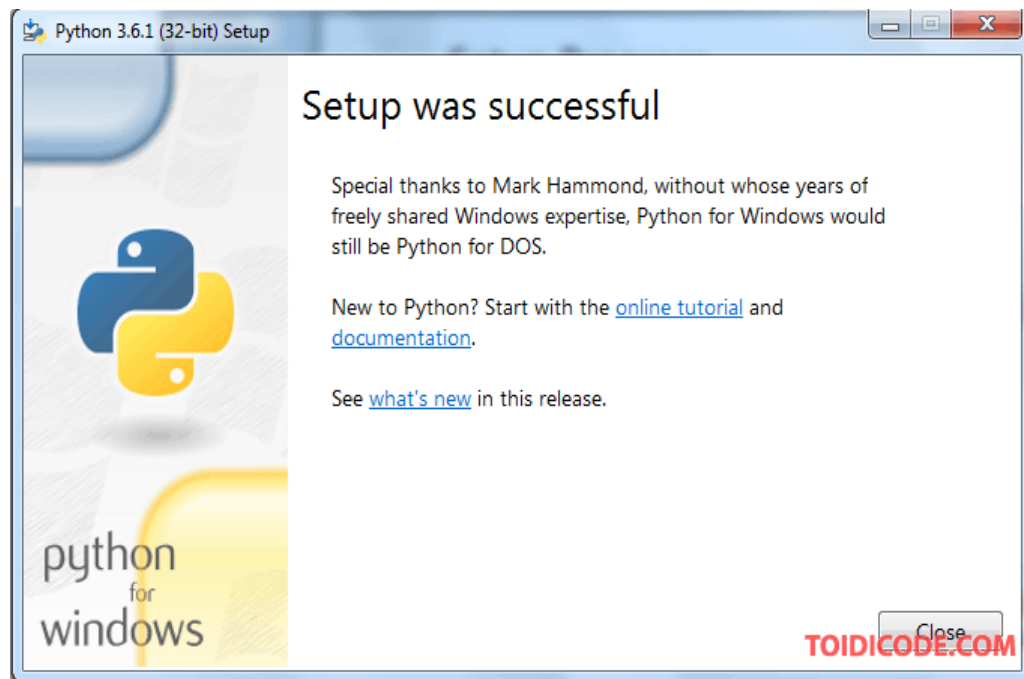 Python 3.6.1 (32-bit) Setup
Setup was successful
Special thanks to Mark Hammond, without whose years of
freely shared Windows expertise, Python for Windows would
still be Python for DOS.
New to Python? Start with the online tutorial and
documentation.
See what's new in this release.
python
for
windows
Close
TOIDICODE.COM